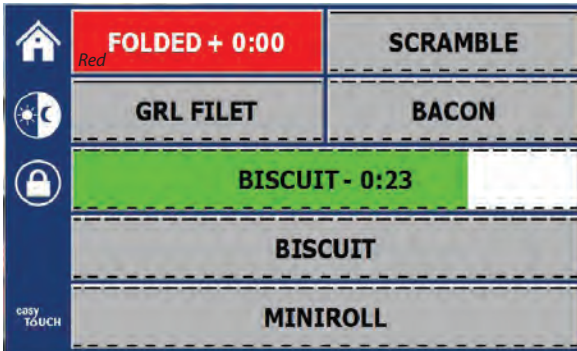 FOLDED + 0:00
Red
SCRAMBLE
GRL FILET
BACON
BISCUIT - 0:23
BISCUIT
MINIROLL
easy
TOUCH